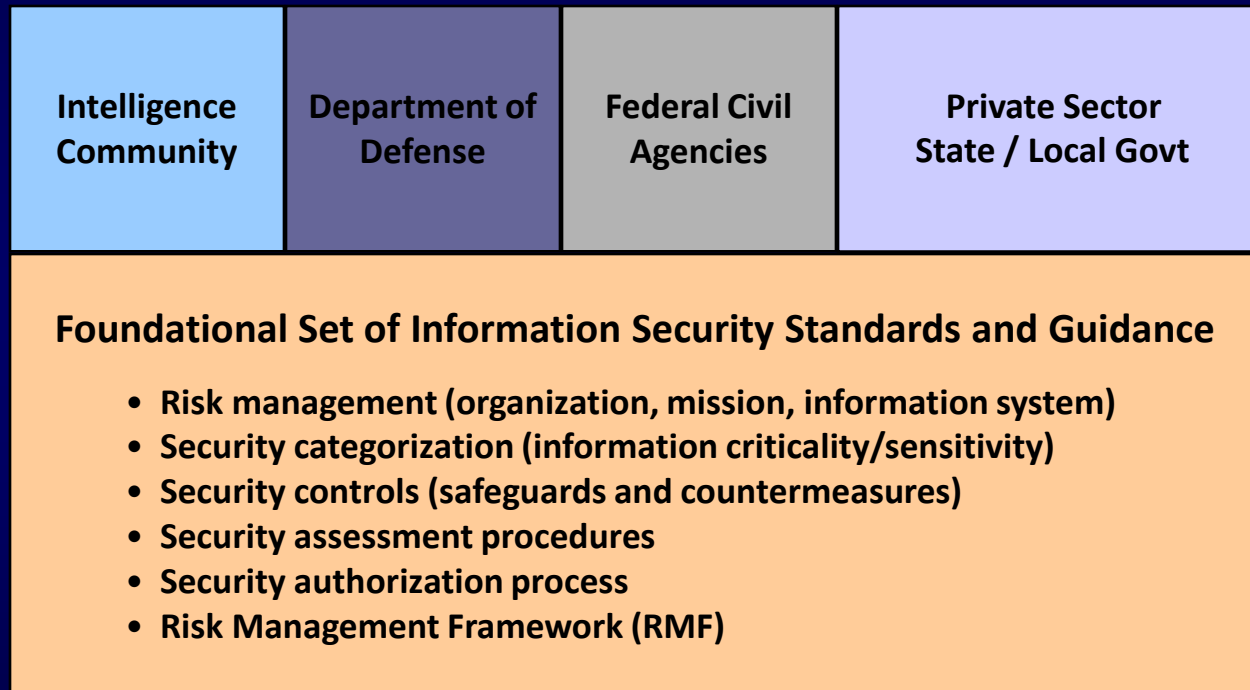 Intelligence
Community
Department of
Defense
Federal Civil
Agencies
Private Sector
State / Local Govt
Foundational Set of Information Security Standards and Guidance
• Risk management (organization, mission, information system)
• Security categorization (information criticality/sensitivity)
• Security controls (safeguards and countermeasures)
• Security assessment procedures
• Security authorization process
• Risk Management Framework (RMF)